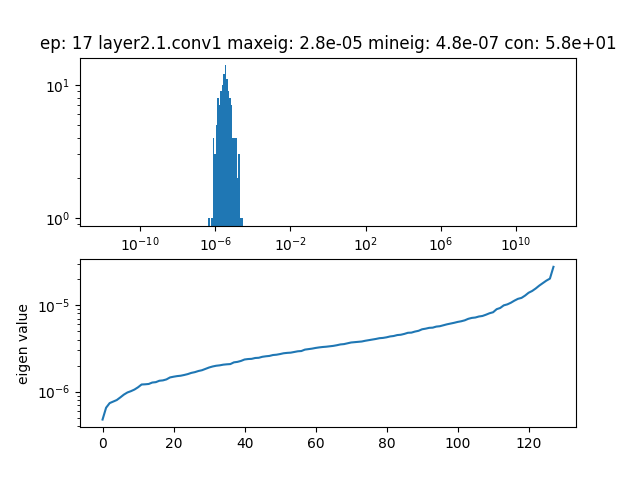 ep: 17 layer2.1.conv1 maxeig: 2.8e-05 mineig: 4.8e-07 con: 5.8e+01
10¹
10⁰
10⁻¹⁰ 10⁻⁶ 10⁻² 10² 10⁶ 10¹⁰
10⁻⁵
eigen value
10⁻⁶
0 20 40 60 80 100 120